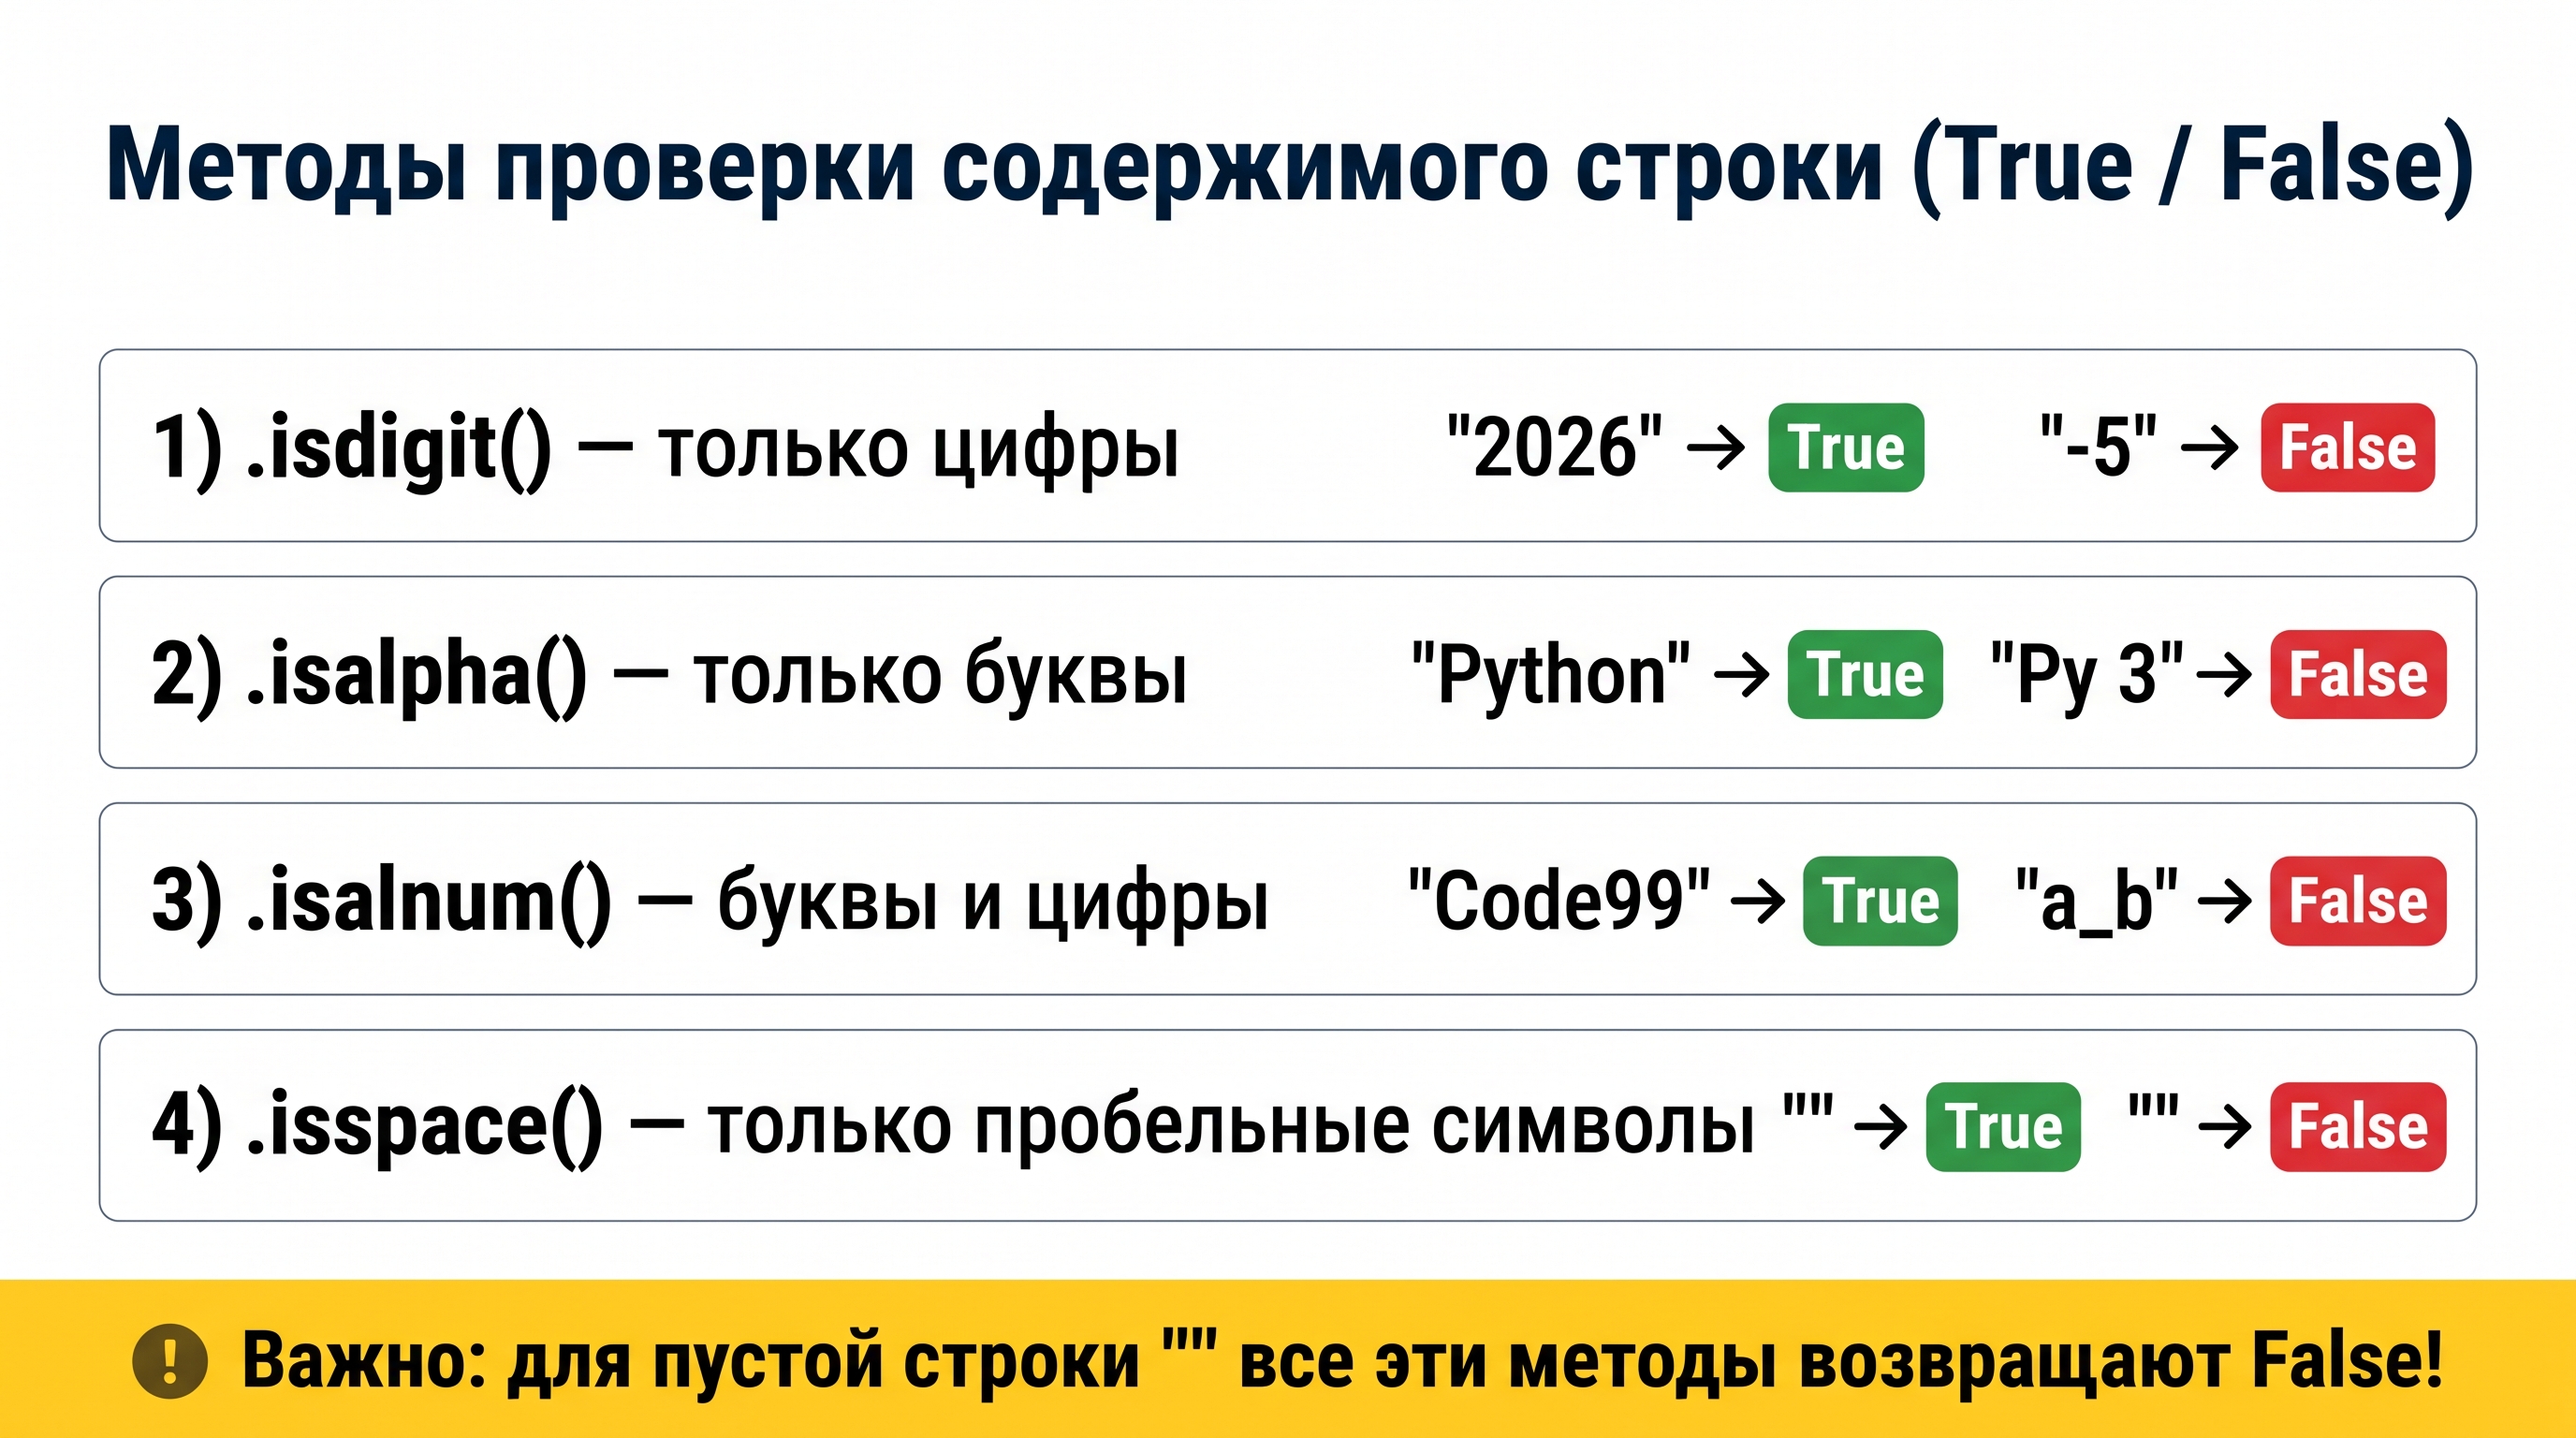 Методы проверки содержимого строки (True / False)
1) .isdigit() — только цифры "2026" → True "-5" → False
2) .isalpha() — только буквы "Python" → True "Py 3" → False
3) .isalnum() — буквы и цифры "Code99" → True "a_b" → False
4) .isspace() — только пробельные символы "" → True "" → False
! Важно: для пустой строки "" все эти методы возвращают False!